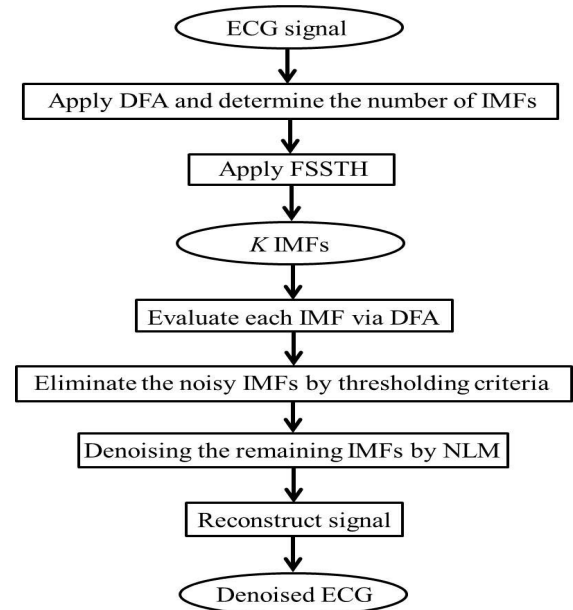 ECG signal
Apply DFA and determine the number of IMFs
Apply FSSTH
K IMFs
Evaluate each IMF via DFA
Eliminate the noisy IMFs by thresholding criteria
Denoising the remaining IMFs by NLM
Reconstruct signal
Denoised ECG